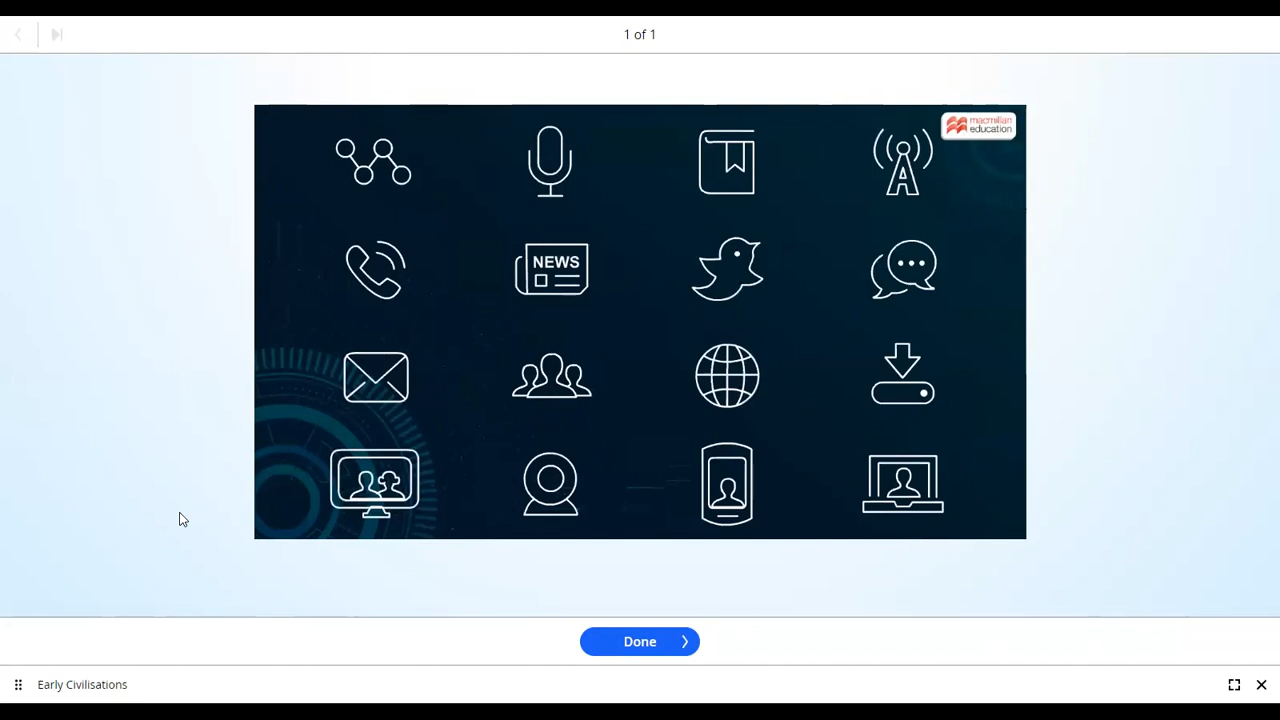 1 of 1
macmillan
education
A
NEWS
Done
Early Civilisations